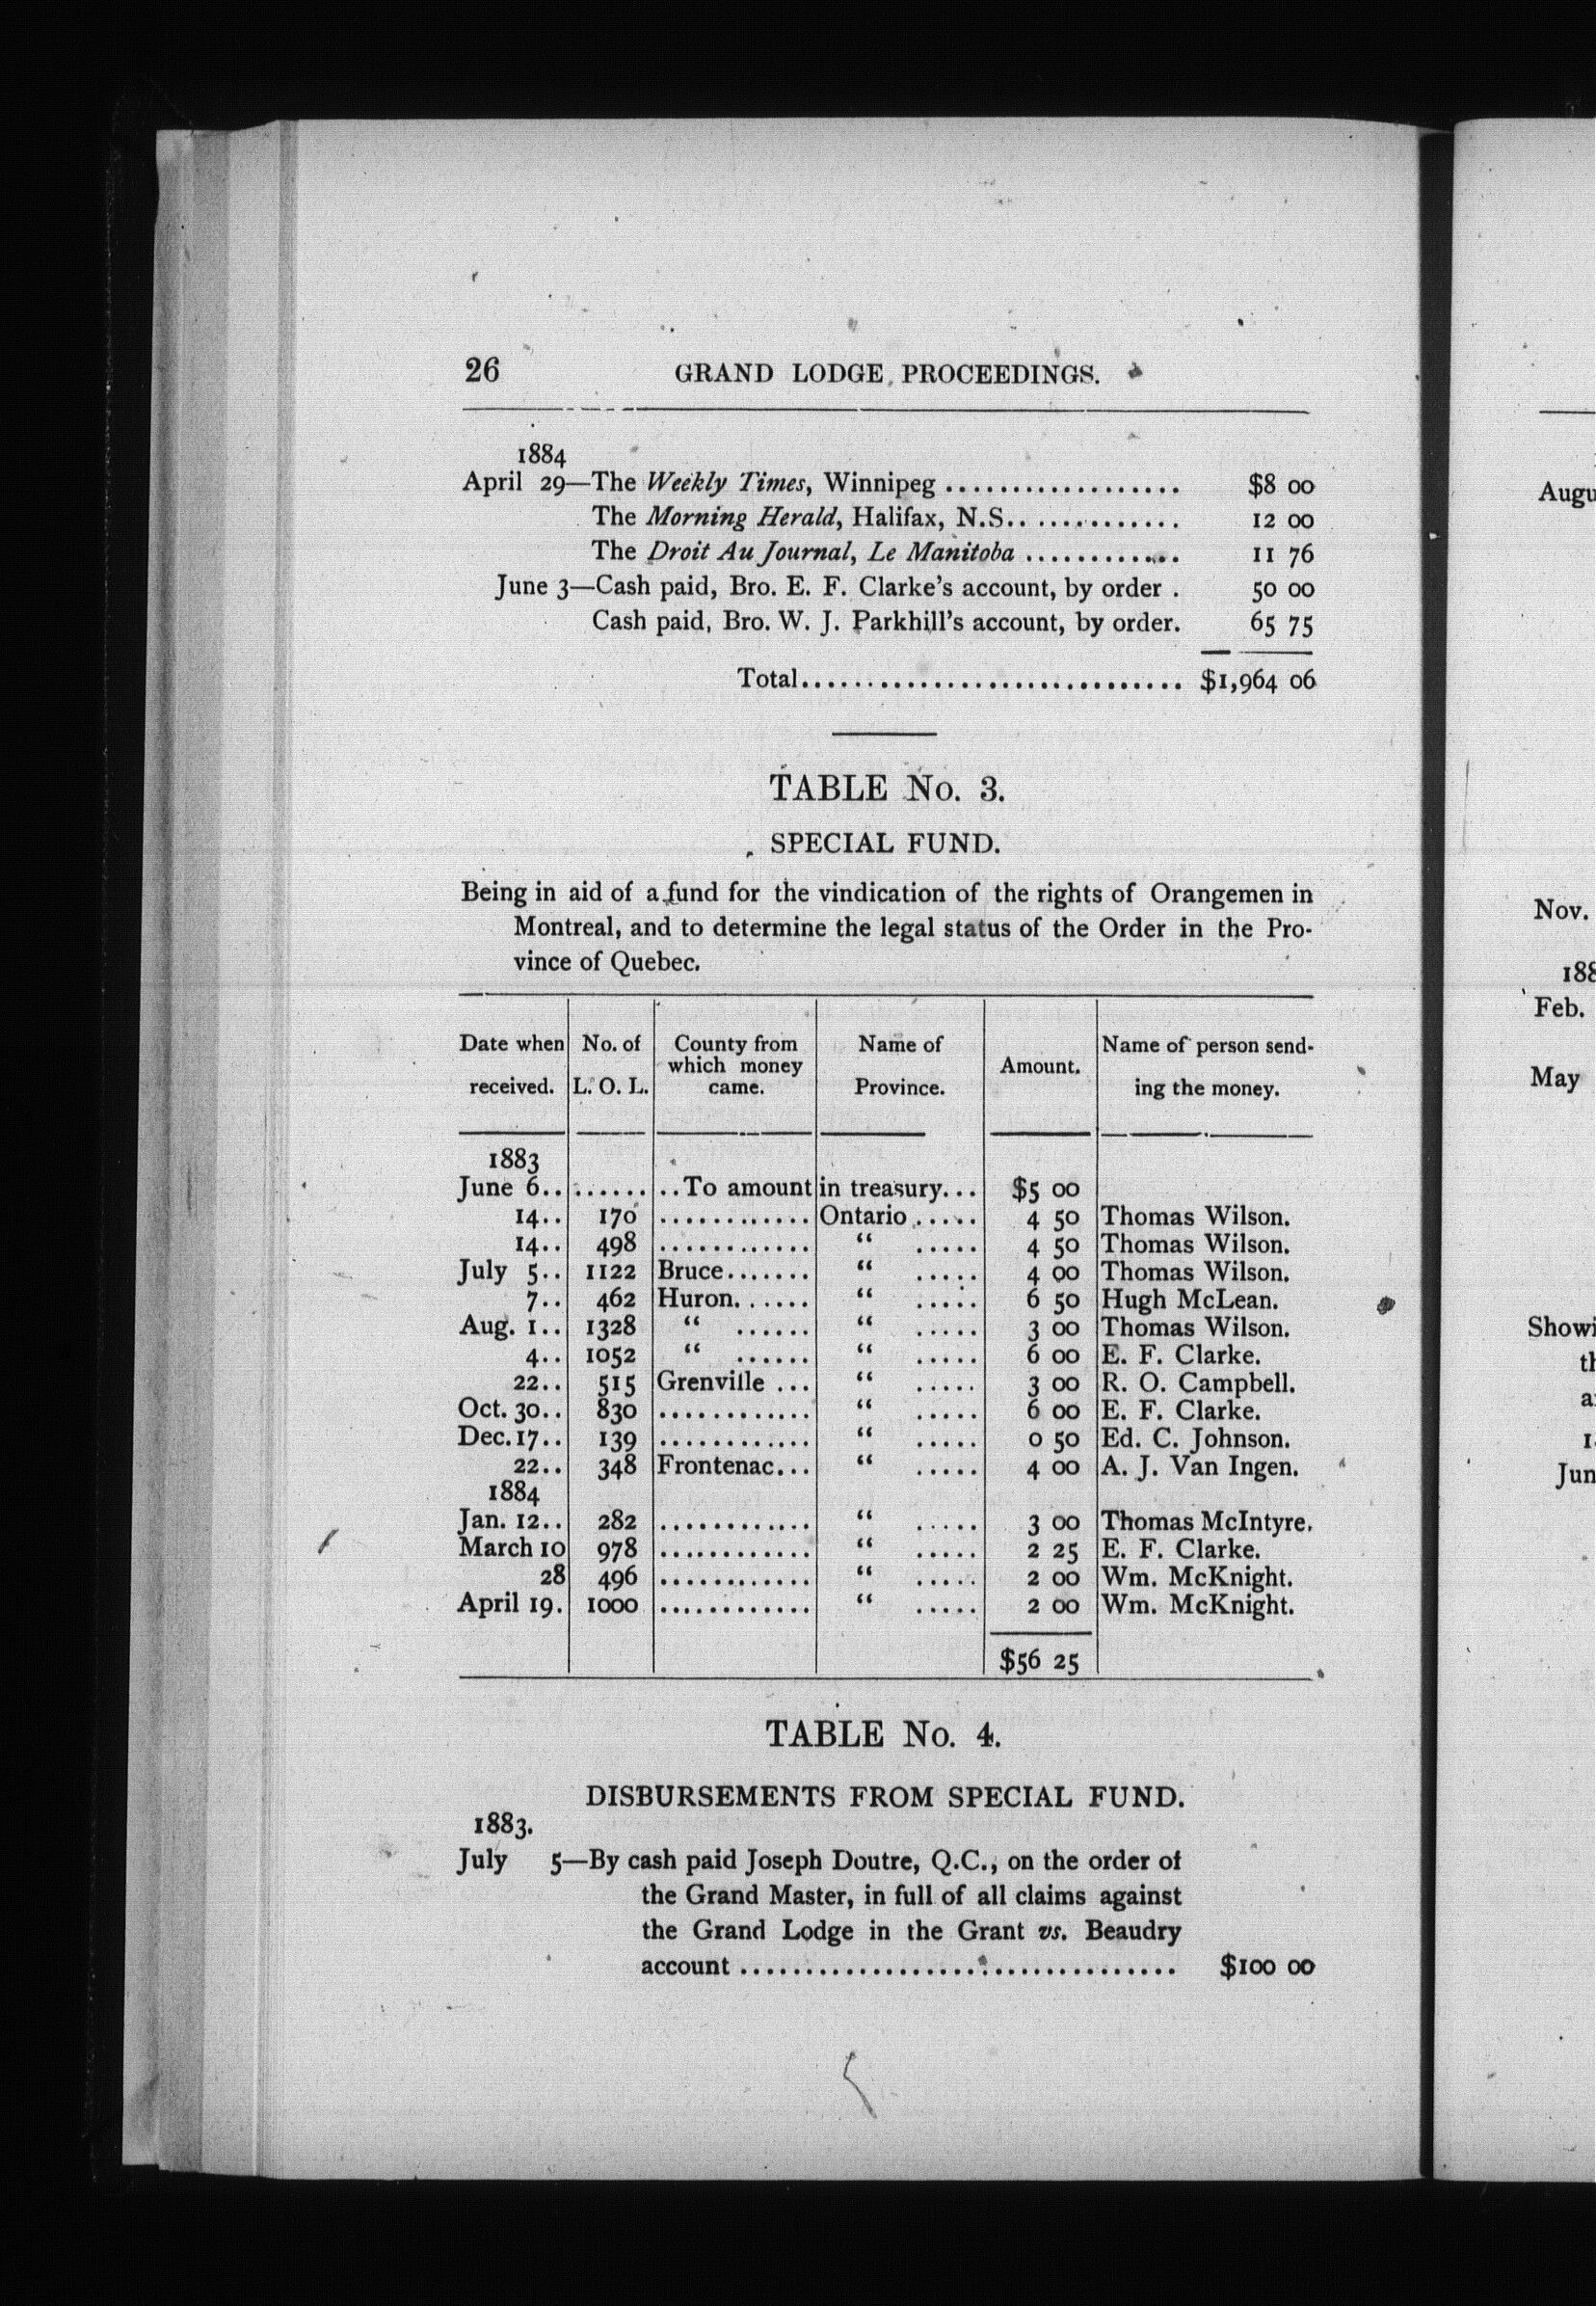 26 GRAND LODGE PROCEEDINGS.
1884
April 29—The Weekly Times, Winnipeg .................. $8 00
The Morning Herald, Halifax, N.S............. 12 00
The Droit Au Journal, Le Manitoba ............ 11 76
June 3—Cash paid, Bro. E. F. Clarke's account, by order . 50 00
Cash paid, Bro. W. J. Parkhill's account, by order. 65 75
Total............................. $1,964 06
TABLE No. 3.
SPECIAL FUND.
Being in aid of a fund for the vindication of the rights of Orangemen in
Montreal, and to determine the legal status of the Order in the Pro-
vince of Quebec.
Date when received. No. of L. O. L. County from which money came. Name of Province. Amount. Name of person send-ing the money.
1883
June 6.. ...... ..To amount in treasury... $5 00
14.. 170 ............ Ontario ..... 4 50 Thomas Wilson.
14.. 498 ............ “ ..... 4 50 Thomas Wilson.
July 5.. 1122 Bruce....... “ ..... 4 00 Thomas Wilson.
7.. 462 Huron. ..... “ ..... 6 50 Hugh McLean.
Aug. 1.. 1328 “ ...... “ ..... 3 00 Thomas Wilson.
4.. 1052 “ ...... “ ..... 6 00 E. F. Clarke.
22.. 515 Grenville ... “ ..... 3 00 R. O. Campbell.
Oct. 30.. 830 ............ “ ..... 6 00 E. F. Clarke.
Dec. 17.. 139 ............ “ ..... 0 50 Ed. C. Johnson.
22.. 348 Frontenac... “ ..... 4 00 A. J. Van Ingen.
1884
Jan. 12.. 282 ............ “ ..... 3 00 Thomas McIntyre.
March 10 978 ............ “ ..... 2 25 E. F. Clarke.
28 496 ............ “ ..... 2 00 Wm. McKnight.
April 19. 1000 ............ “ ..... 2 00 Wm. McKnight.
$56 25
TABLE No. 4.
DISBURSEMENTS FROM SPECIAL FUND.
1883.
July 5—By cash paid Joseph Doutre, Q.C., on the order of
the Grand Master, in full of all claims against
the Grand Lodge in the Grant vs. Beaudry
account ................................. $100 00
Nov.
Feb.
May